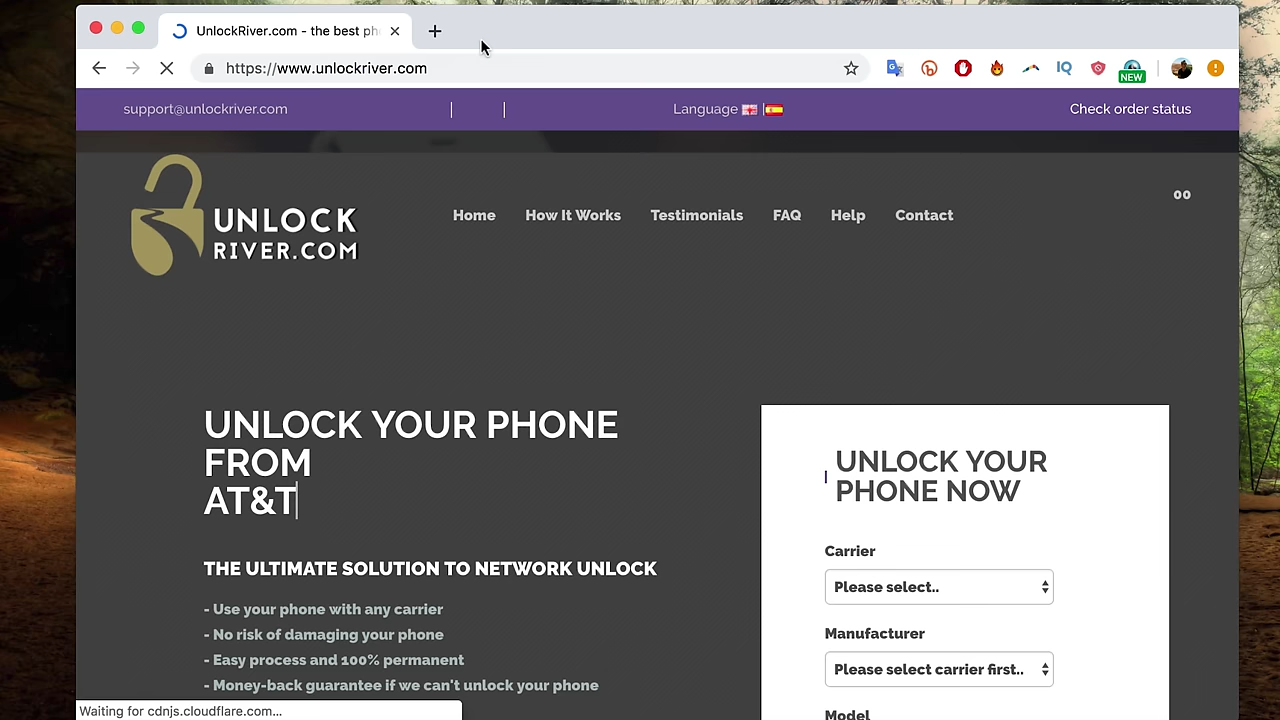 UnlockRiver.com - the best ph
https://www.unlockriver.com
IQ
NEW
support@unlockriver.com
Language
Check order status
UNLOCK
RIVER.COM
Home
How It Works
Testimonials
FAQ
Help
Contact
00
UNLOCK YOUR PHONE
FROM
AT&T
THE ULTIMATE SOLUTION TO NETWORK UNLOCK
- Use your phone with any carrier
- No risk of damaging your phone
- Easy process and 100% permanent
- Money-back guarantee if we can't unlock your phone
UNLOCK YOUR
PHONE NOW
Carrier
Please select..
Manufacturer
Please select carrier first..
Model
Waiting for cdnjs.cloudflare.com...